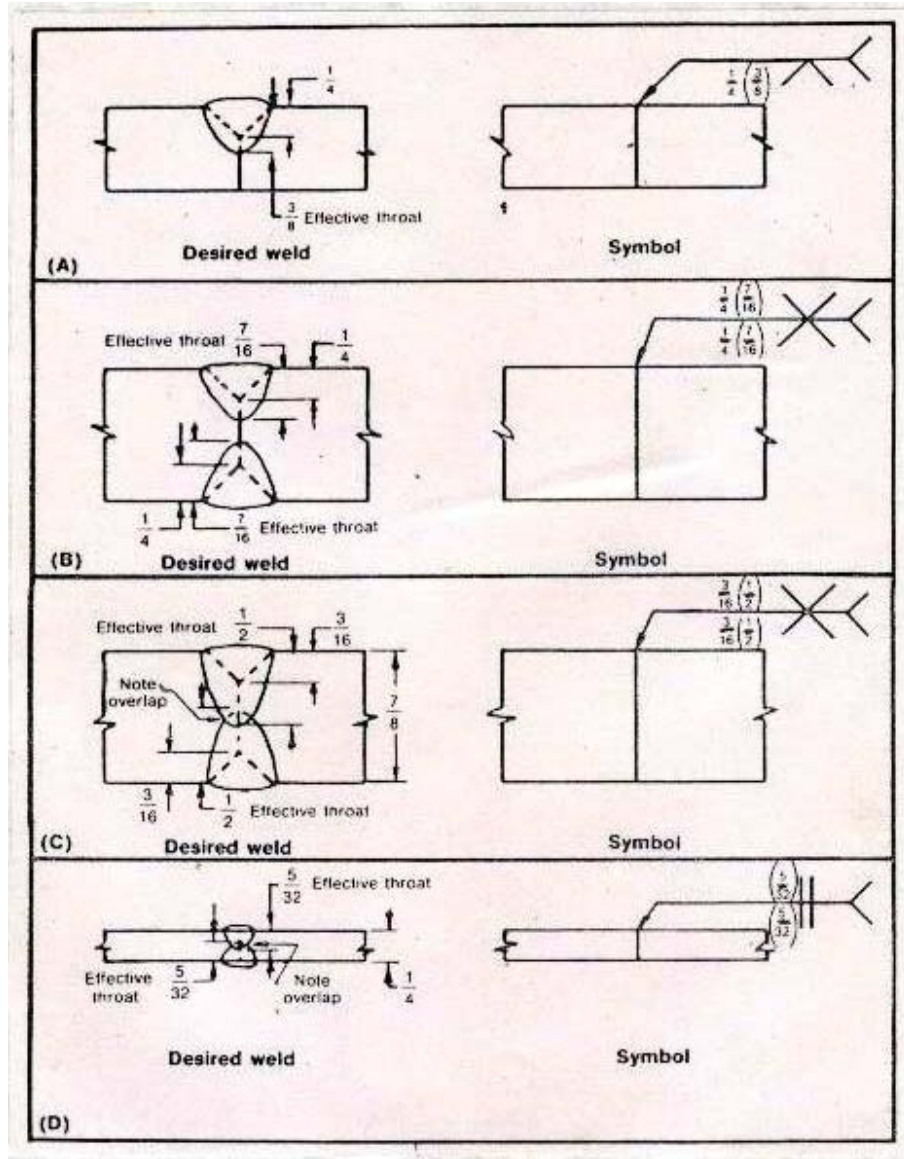 1/4
1/4 (3/8)
3/8 Effective throat
Desired weld
Symbol
(A)
1/4 (7/16)
Effective throat 7/16
1/4
1/4 (7/16)
1/4
7/16 Effective throat
Desired weld
Symbol
(B)
3/16 (1/2)
Effective throat 1/2
3/16
3/16 (1/2)
Note
overlap
7/8
3/16
1/2 Effective throat
Desired weld
Symbol
(C)
5/32 Effective throat
(5/32)
(5/32)
Effective
throat
5/32
Note
overlap
1/4
Desired weld
Symbol
(D)